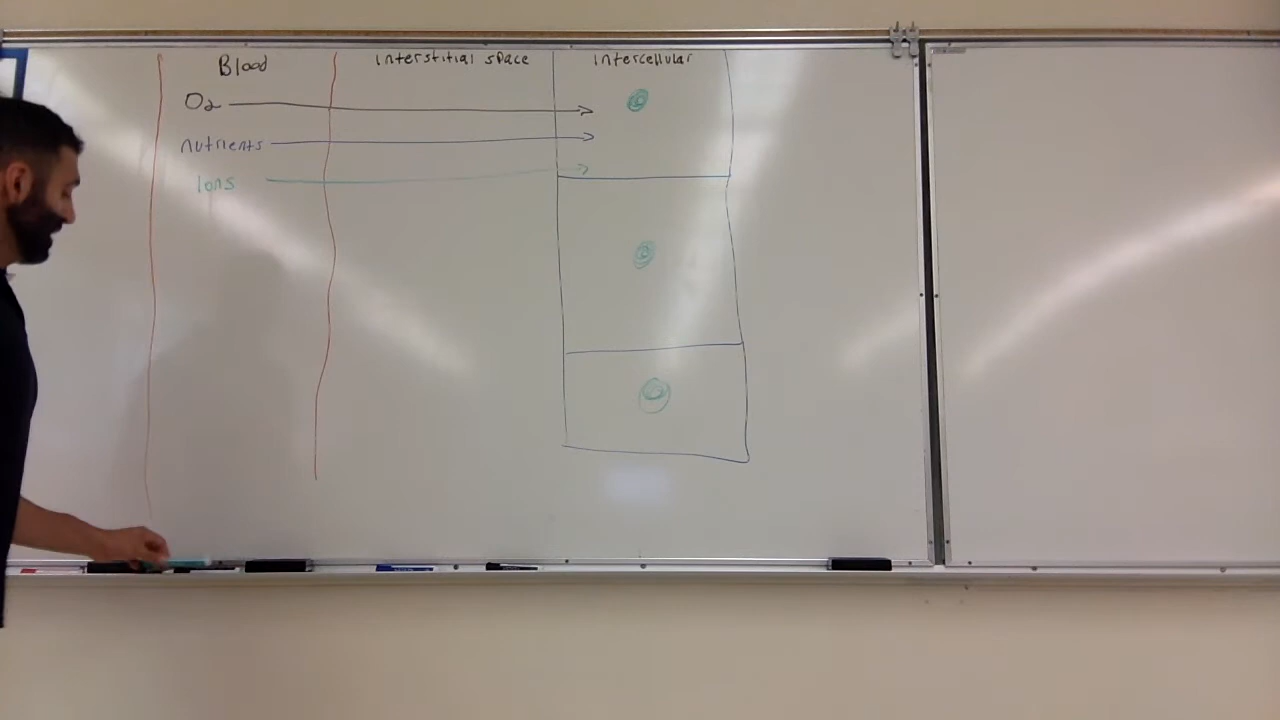 Blood Interstitial space Intercellular
O2
nutrients
Ions